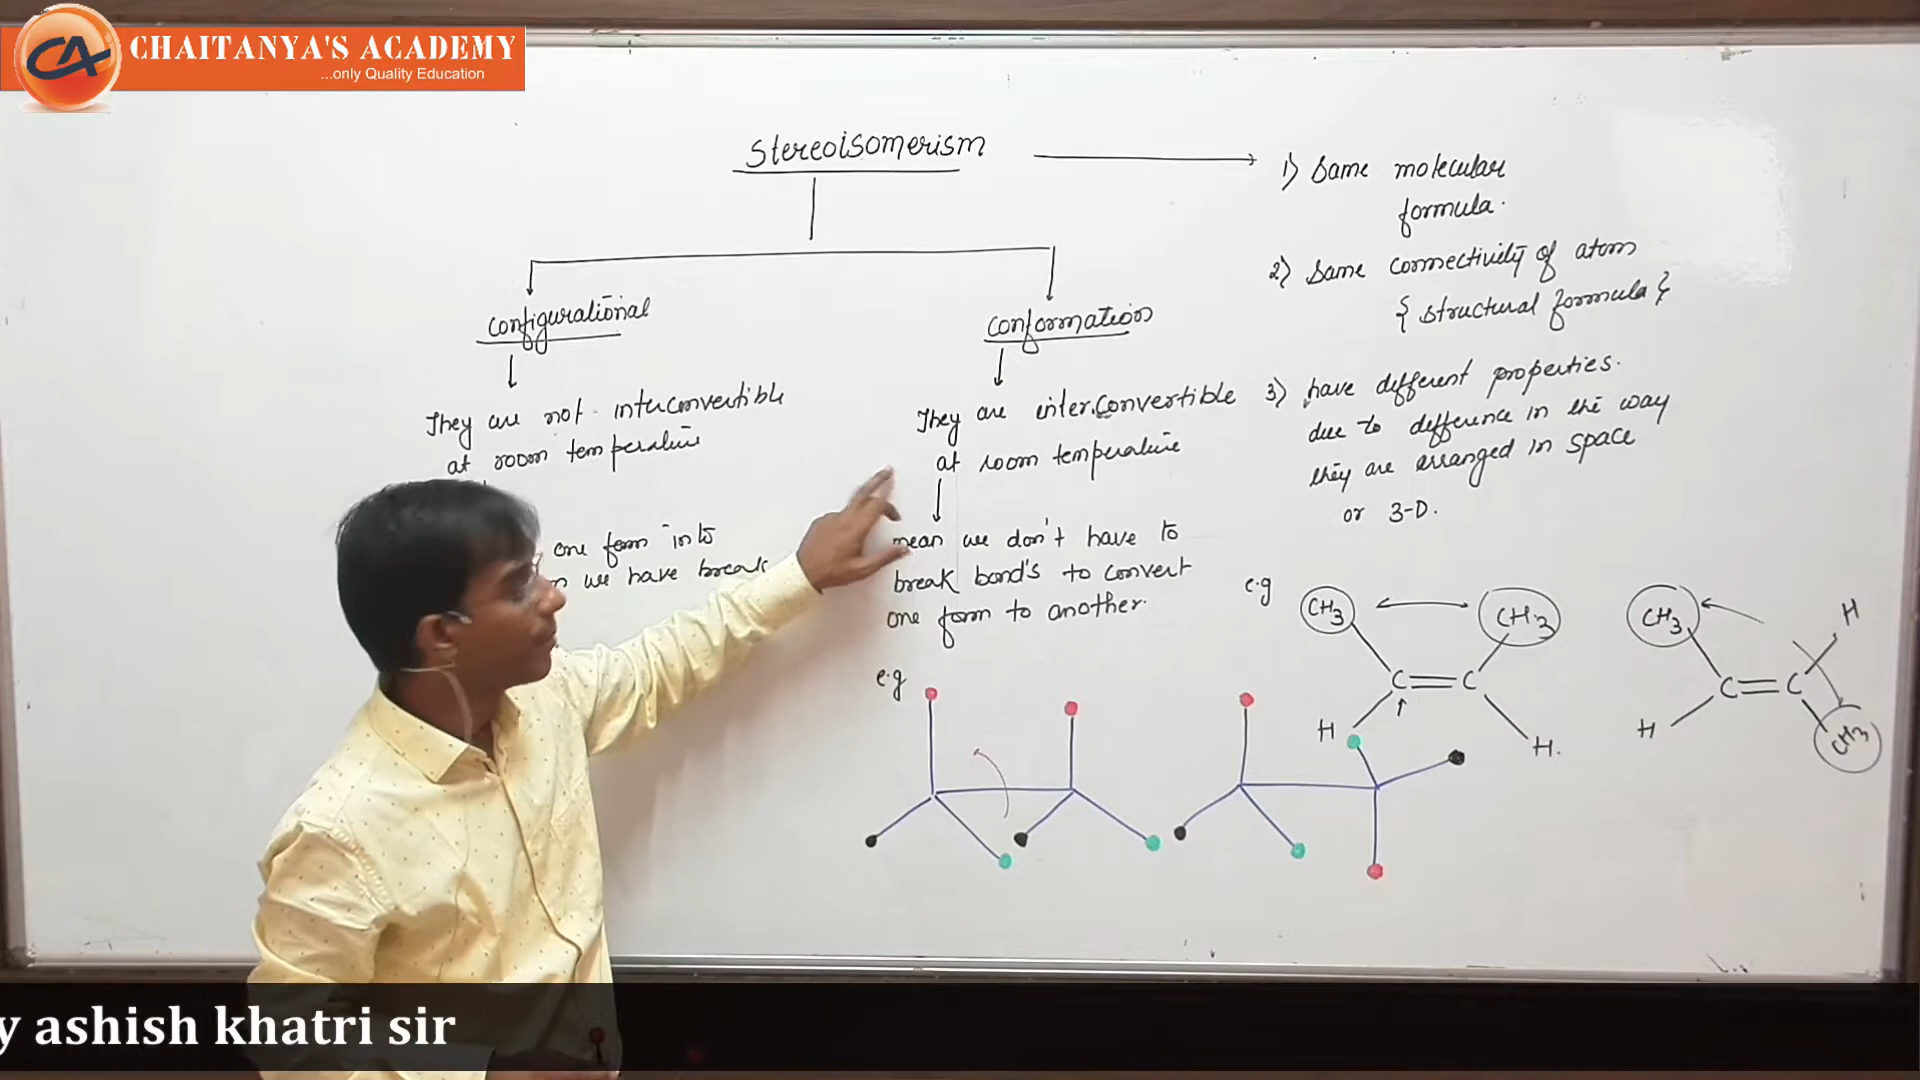 CHAITANYA'S ACADEMY
...only Quality Education
Stereoisomerism
configurational
They are not interconvertible
at room temperature
one form into
we have break
conformation
They are inter.convertible
at room temperature
mean we don't have to
break bond's to convert
one form to another.
e.g
1) Same molecular
formula.
2) Same connectivity of atom
{ structural formula }
3) have different properties.
due to difference in the way
they are arranged in space
or 3-D.
e.g
CH3 CH3
C=C
H H.
CH3 H
C=C
H CH3
y ashish khatri sir